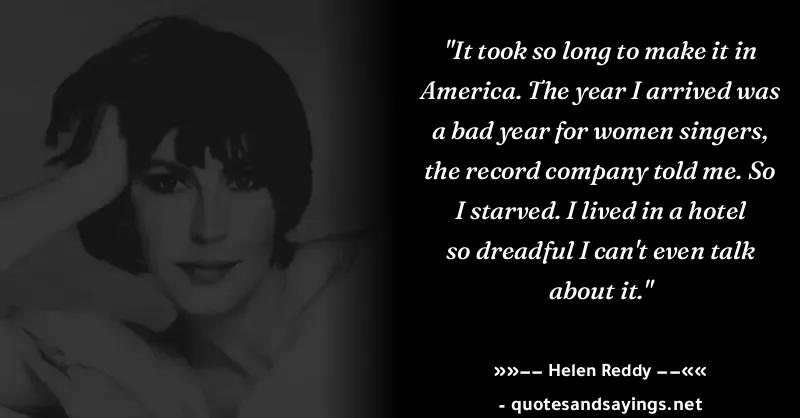 "It took so long to make it in
America. The year I arrived was
a bad year for women singers,
the record company told me. So
I starved. I lived in a hotel
so dreadful I can't even talk
about it."
»»−− Helen Reddy −−««
- quotesandsayings.net